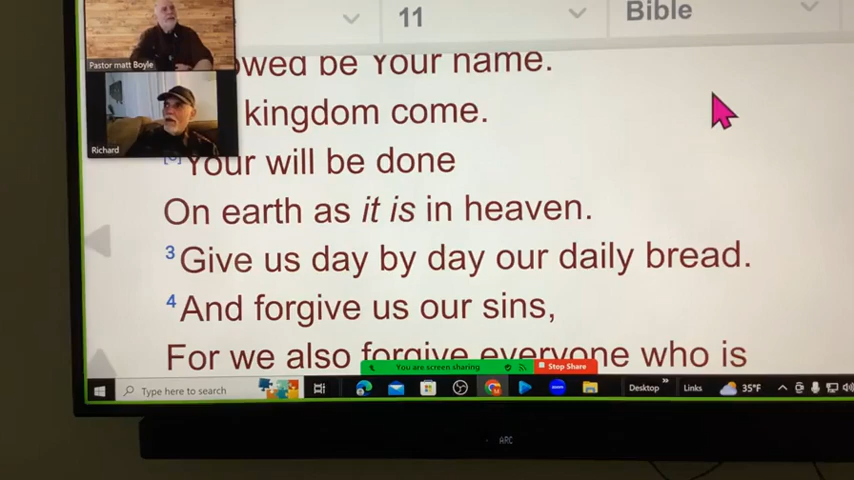 11
Bible
Pastor matt Boyle
owed be Your name.
kingdom come.
Richard
Your will be done
On earth as it is in heaven.
3 Give us day by day our daily bread.
4 And forgive us our sins,
For we also forgive everyone who is
You are screen sharing
Stop Share
Type here to search
Desktop
Links
35°F
ARC